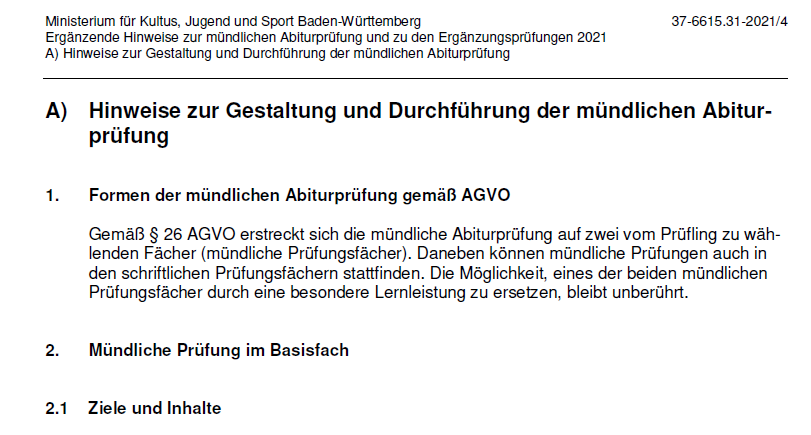 Ministerium für Kultus, Jugend und Sport Baden-Württemberg 37-6615.31-2021/4
Ergänzende Hinweise zur mündlichen Abiturprüfung und zu den Ergänzungsprüfungen 2021
A) Hinweise zur Gestaltung und Durchführung der mündlichen Abiturprüfung
A) Hinweise zur Gestaltung und Durchführung der mündlichen Abitur-
prüfung
1. Formen der mündlichen Abiturprüfung gemäß AGVO
Gemäß § 26 AGVO erstreckt sich die mündliche Abiturprüfung auf zwei vom Prüfling zu wäh-
lenden Fächer (mündliche Prüfungsfächer). Daneben können mündliche Prüfungen auch in
den schriftlichen Prüfungsfächern stattfinden. Die Möglichkeit, eines der beiden mündlichen
Prüfungsfächer durch eine besondere Lernleistung zu ersetzen, bleibt unberührt.
2. Mündliche Prüfung im Basisfach
2.1 Ziele und Inhalte